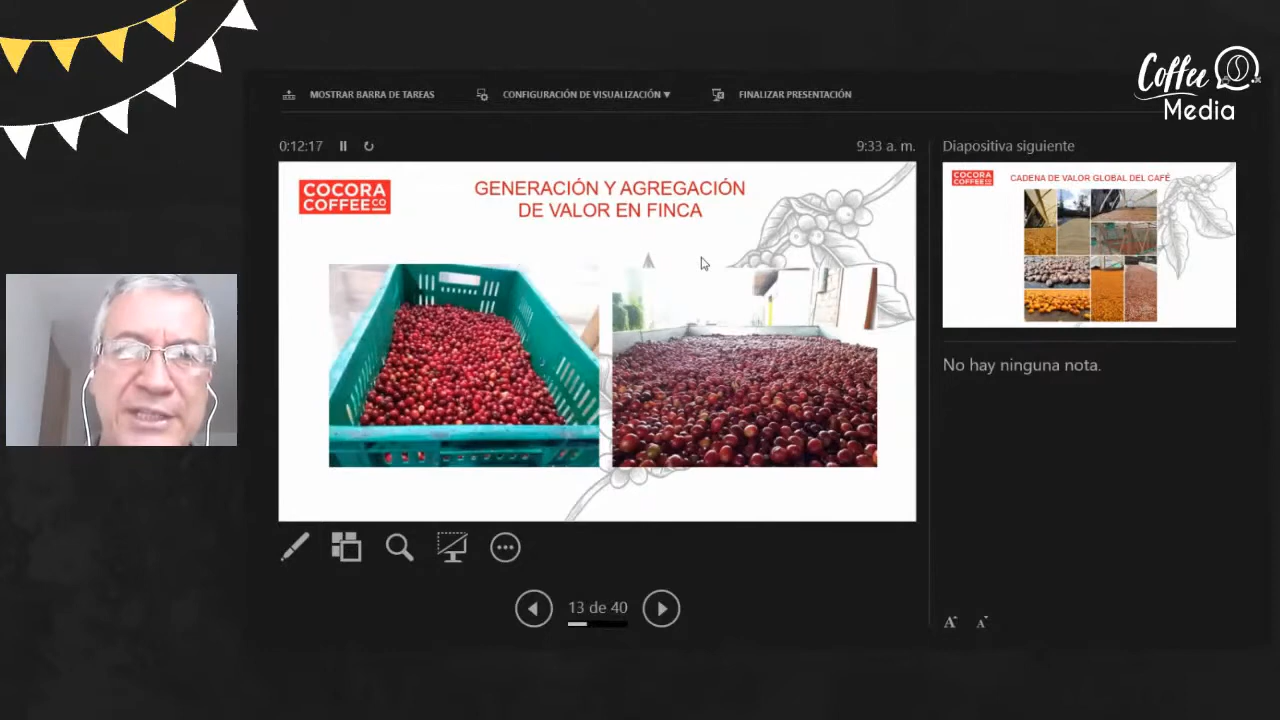 Coffee
Media
MOSTRAR BARRA DE TAREAS
CONFIGURACIÓN DE VISUALIZACIÓN ▼
FINALIZAR PRESENTACIÓN
0:12:17
9:33 a. m.
COCORA
COFFEE CO
GENERACIÓN Y AGREGACIÓN
DE VALOR EN FINCA
Diapositiva siguiente
COCORA
COFFEE CO
CADENA DE VALOR GLOBAL DEL CAFÉ
No hay ninguna nota.
13 de 40
A A